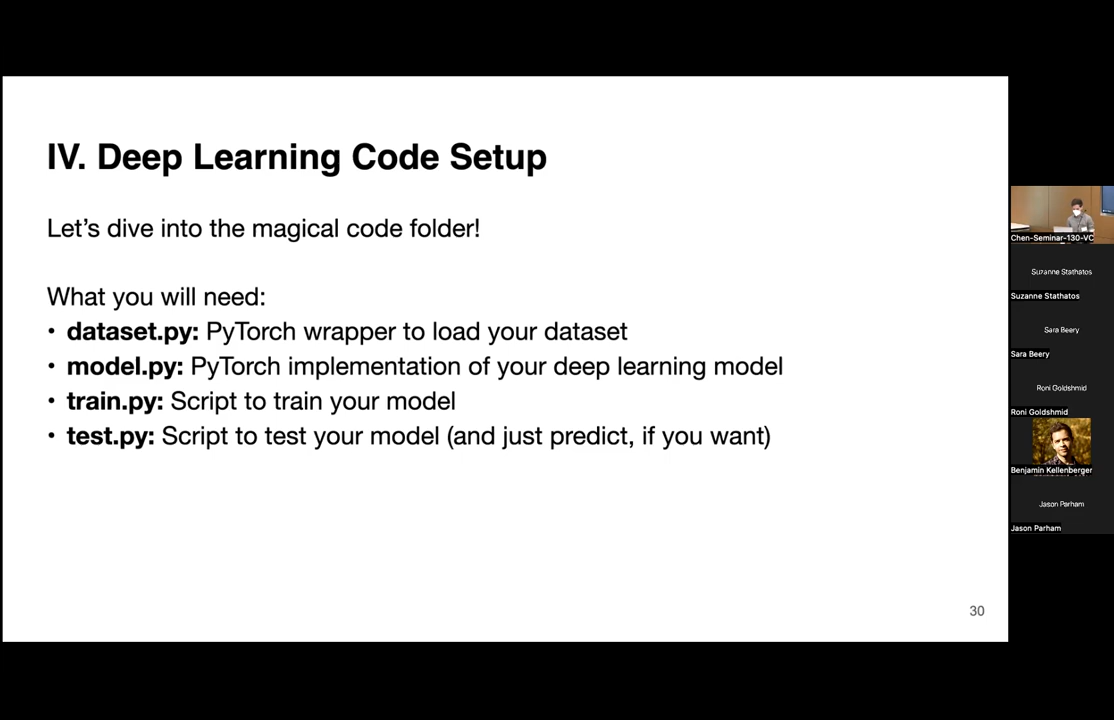 IV. Deep Learning Code Setup
Let's dive into the magical code folder!
What you will need:
• dataset.py: PyTorch wrapper to load your dataset
• model.py: PyTorch implementation of your deep learning model
• train.py: Script to train your model
• test.py: Script to test your model (and just predict, if you want)
30
Chen-Seminar-130-VC
Suzanne Stathatos
Suzanne Stathatos
Sara Beery
Sara Beery
Roni Goldshmid
Roni Goldshmid
Benjamin Kellenberger
Jason Parham
Jason Parham